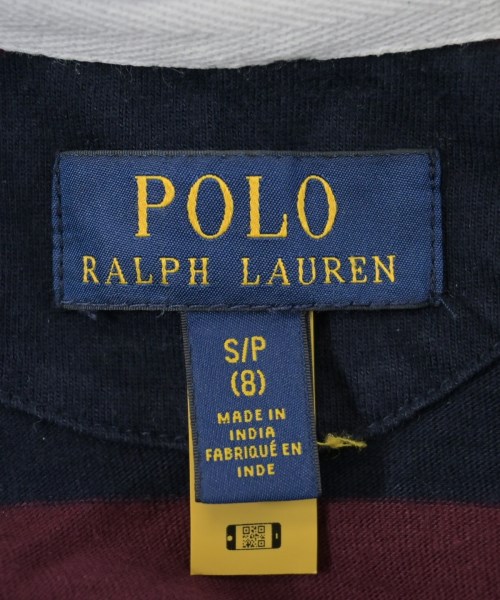 POLO
RALPH LAUREN
S/P
(8)
MADE IN
INDIA
FABRIQUÉ EN
INDE